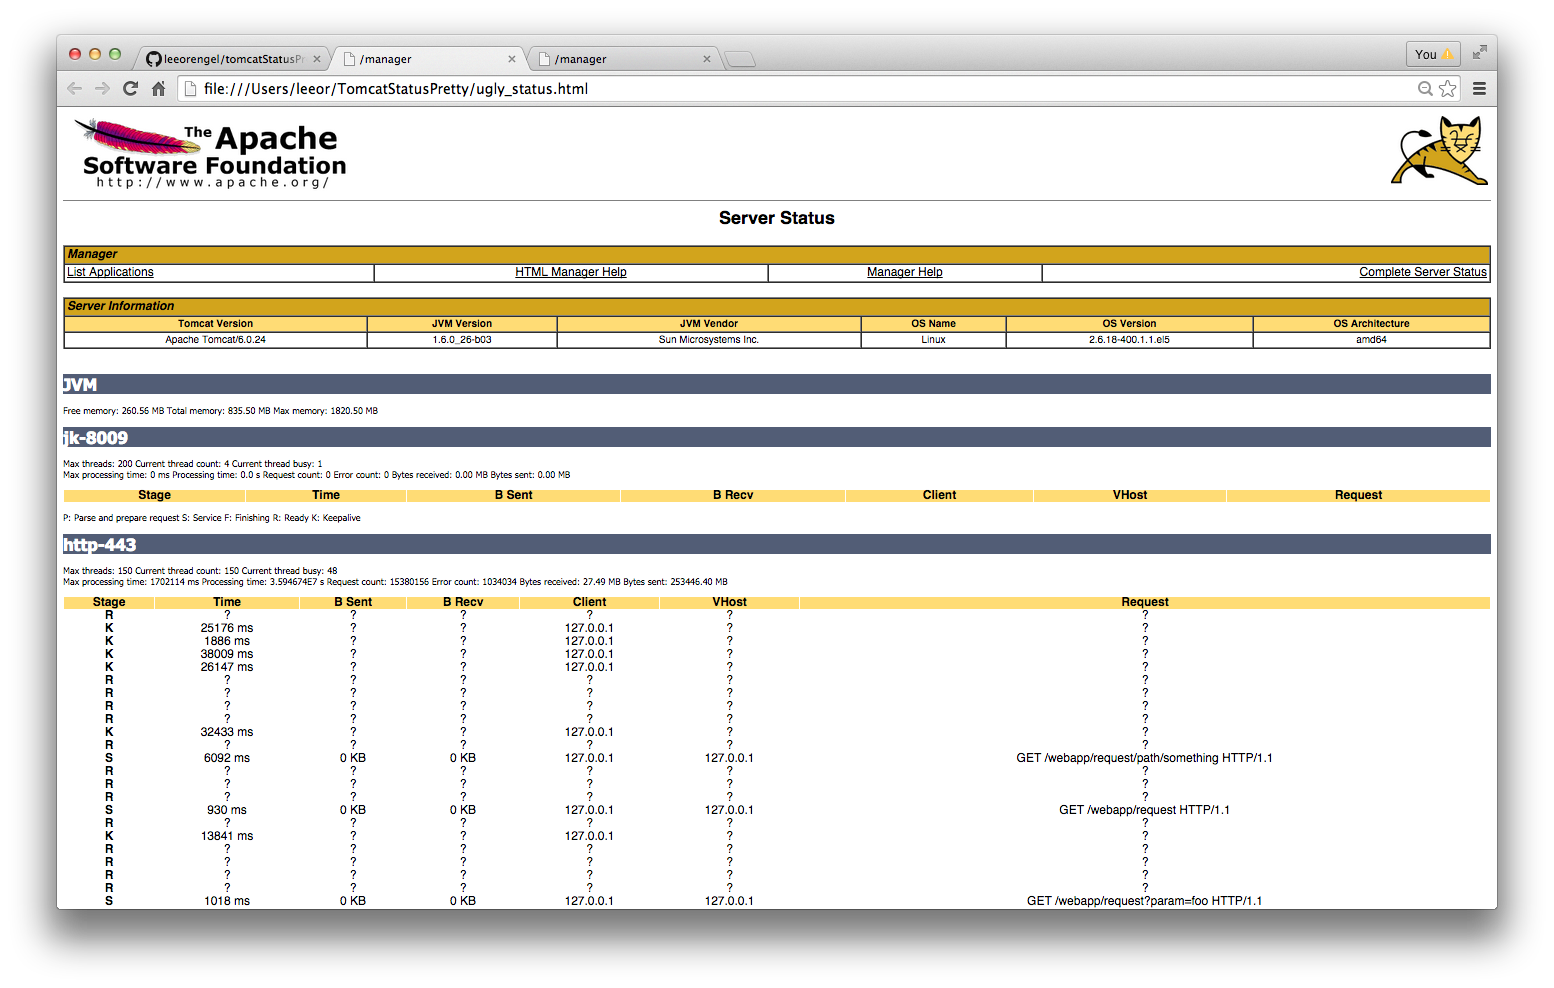 leeorengel/tomcatStatusPr
/manager
/manager
You
file:///Users/leeor/TomcatStatusPretty/ugly_status.html
The Apache
Software Foundation
http://www.apache.org/
Server Status
Manager
List Applications HTML Manager Help Manager Help Complete Server Status
Server Information
Tomcat Version JVM Version JVM Vendor OS Name OS Version OS Architecture
Apache Tomcat/6.0.24 1.6.0_26-b03 Sun Microsystems Inc. Linux 2.6.18-400.1.1.el5 amd64
JVM
Free memory: 260.56 MB Total memory: 835.50 MB Max memory: 1820.50 MB
jk-8009
Max threads: 200 Current thread count: 4 Current thread busy: 1
Max processing time: 0 ms Processing time: 0.0 s Request count: 0 Error count: 0 Bytes received: 0.00 MB Bytes sent: 0.00 MB
Stage Time B Sent B Recv Client VHost Request
P: Parse and prepare request S: Service F: Finishing R: Ready K: Keepalive
http-443
Max threads: 150 Current thread count: 150 Current thread busy: 48
Max processing time: 1702114 ms Processing time: 3.594674E7 s Request count: 15380156 Error count: 1034034 Bytes received: 27.49 MB Bytes sent: 253446.40 MB
Stage Time B Sent B Recv Client VHost Request
R ? ? ? ? ? ?
K 25176 ms ? ? 127.0.0.1 ? ?
K 1886 ms ? ? 127.0.0.1 ? ?
K 38009 ms ? ? 127.0.0.1 ? ?
K 26147 ms ? ? 127.0.0.1 ? ?
R ? ? ? ? ? ?
R ? ? ? ? ? ?
R ? ? ? ? ? ?
R ? ? ? ? ? ?
K 32433 ms ? ? 127.0.0.1 ? ?
R ? ? ? ? ? ?
S 6092 ms 0 KB 0 KB 127.0.0.1 127.0.0.1 GET /webapp/request/path/something HTTP/1.1
R ? ? ? ? ? ?
R ? ? ? ? ? ?
R ? ? ? ? ? ?
S 930 ms 0 KB 0 KB 127.0.0.1 127.0.0.1 GET /webapp/request HTTP/1.1
R ? ? ? ? ? ?
K 13841 ms ? ? 127.0.0.1 ? ?
R ? ? ? ? ? ?
R ? ? ? ? ? ?
R ? ? ? ? ? ?
R ? ? ? ? ? ?
S 1018 ms 0 KB 0 KB 127.0.0.1 127.0.0.1 GET /webapp/request?param=foo HTTP/1.1